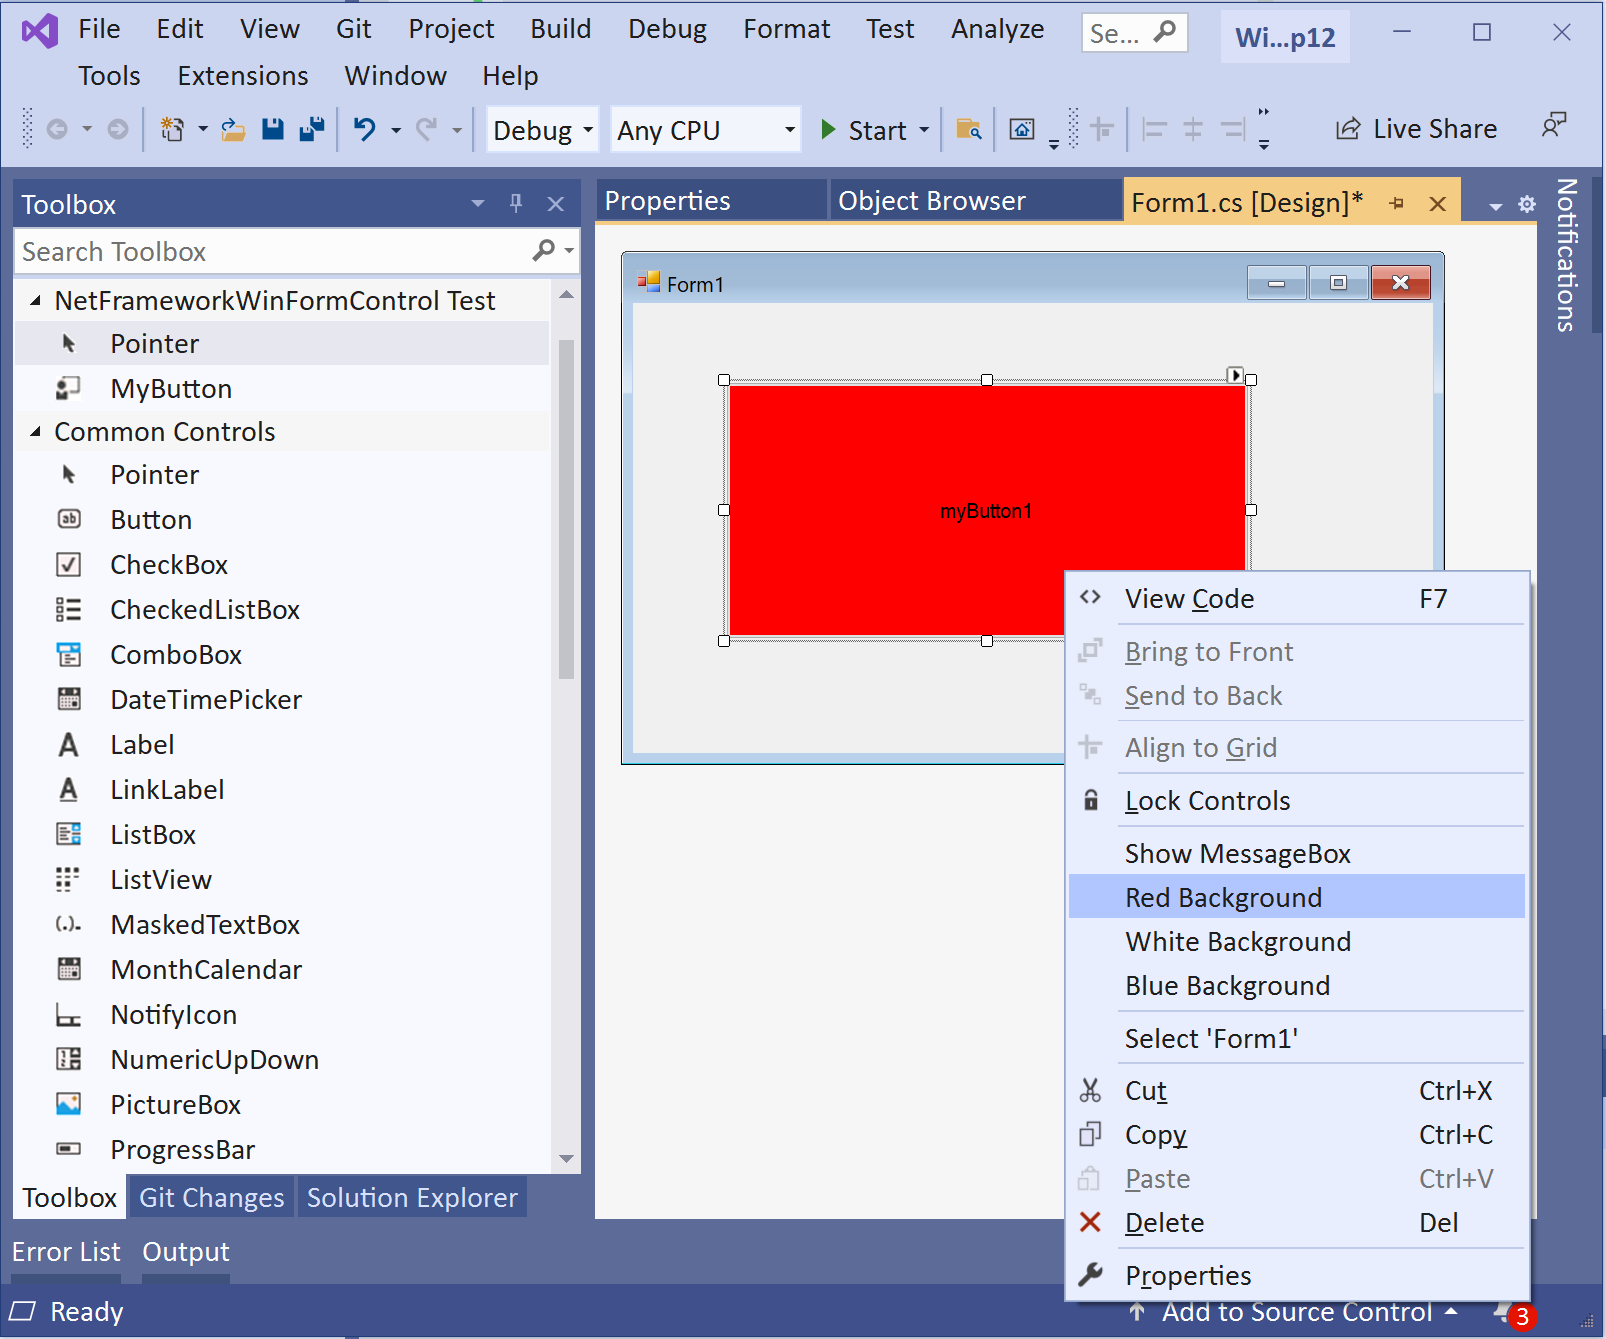 File Edit View Git Project Build Debug Format Test Analyze Se... Wi...p12
Tools Extensions Window Help
Debug Any CPU Start Live Share
Toolbox
Search Toolbox
NetFrameworkWinFormControl Test
Pointer
MyButton
Common Controls
Pointer
Button
CheckBox
CheckedListBox
ComboBox
DateTimePicker
Label
LinkLabel
ListBox
ListView
MaskedTextBox
MonthCalendar
NotifyIcon
NumericUpDown
PictureBox
ProgressBar
Toolbox Git Changes Solution Explorer
Properties Object Browser Form1.cs [Design]*
Form1
myButton1
View Code F7
Bring to Front
Send to Back
Align to Grid
Lock Controls
Show MessageBox
Red Background
White Background
Blue Background
Select 'Form1'
Cut Ctrl+X
Copy Ctrl+C
Paste Ctrl+V
Delete Del
Properties
Notifications
Error List Output
Ready Add to Source Control 3